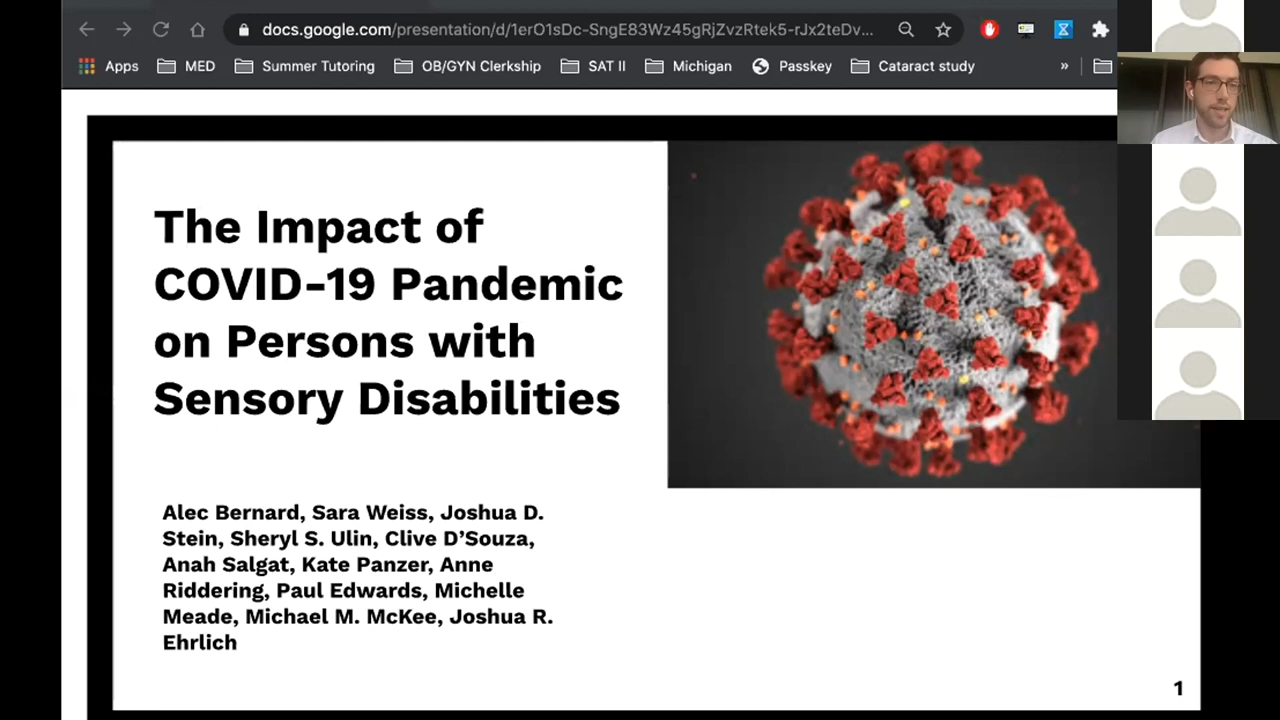 docs.google.com/presentation/d/1erO1sDc-SngE83Wz45gRjZvzRtek5-rJx2teDv...
Apps MED Summer Tutoring OB/GYN Clerkship SAT II Michigan Passkey Cataract study »
The Impact of
COVID-19 Pandemic
on Persons with
Sensory Disabilities
Alec Bernard, Sara Weiss, Joshua D.
Stein, Sheryl S. Ulin, Clive D’Souza,
Anah Salgat, Kate Panzer, Anne
Riddering, Paul Edwards, Michelle
Meade, Michael M. McKee, Joshua R.
Ehrlich
1